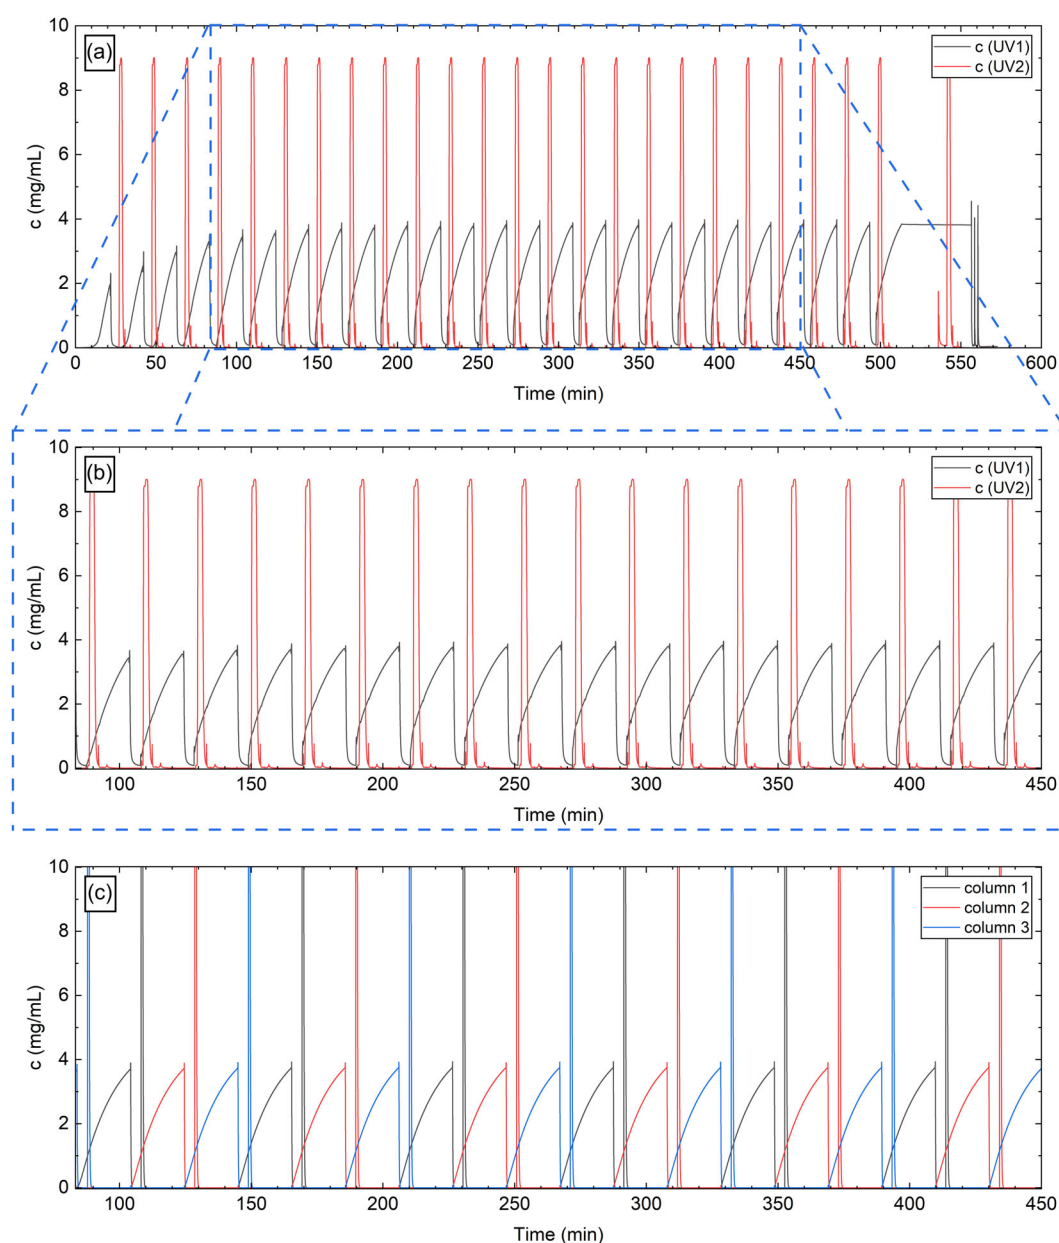 (a)
c (UV1)
c (UV2)
10
8
6
4
2
0
c (mg/mL)
0 50 100 150 200 250 300 350 400 450 500 550 600
Time (min)
(b)
c (UV1)
c (UV2)
10
8
6
4
2
0
c (mg/mL)
100 150 200 250 300 350 400 450
Time (min)
(c)
column 1
column 2
column 3
10
8
6
4
2
0
c (mg/mL)
100 150 200 250 300 350 400 450
Time (min)